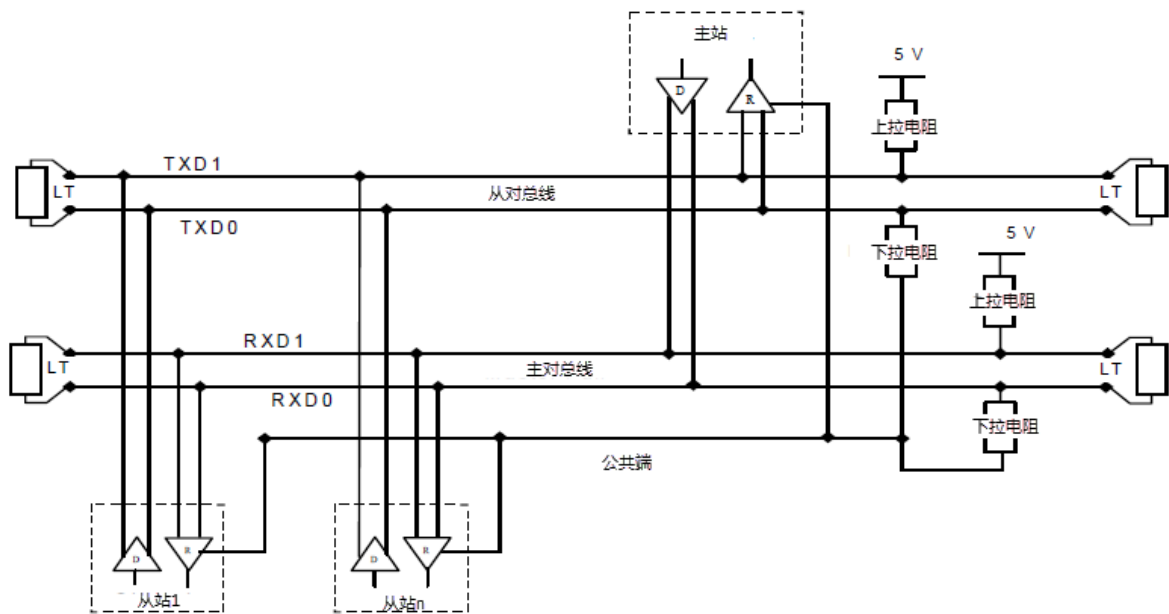 主站
D
R
5 V
上拉电阻
TXD1
LT
从对总线
LT
TXD0
下拉电阻
5 V
上拉电阻
RXD1
LT
主对总线
LT
RXD0
下拉电阻
公共端
D
R
D
R
从站1
从站n